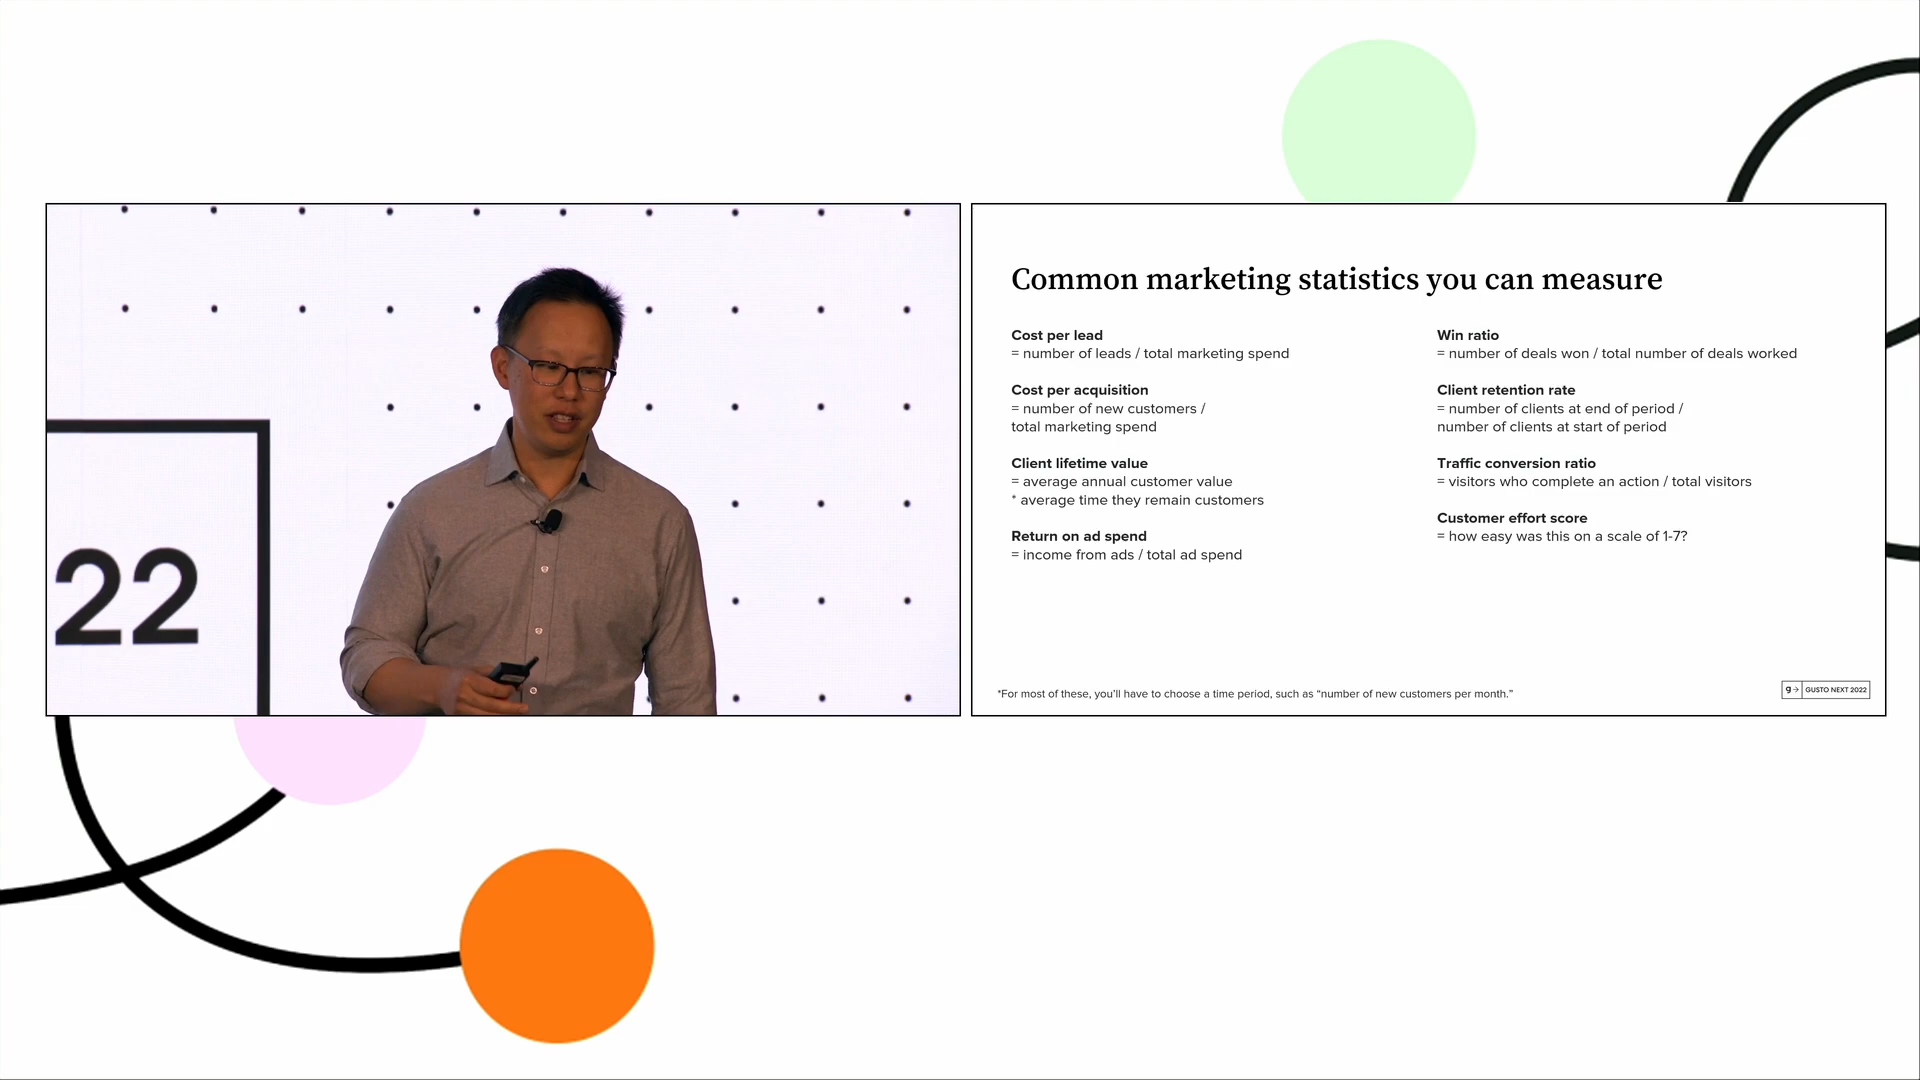 22
Common marketing statistics you can measure
Cost per lead
= number of leads / total marketing spend
Cost per acquisition
= number of new customers /
total marketing spend
Client lifetime value
= average annual customer value
* average time they remain customers
Return on ad spend
= income from ads / total ad spend
Win ratio
= number of deals won / total number of deals worked
Client retention rate
= number of clients at end of period /
number of clients at start of period
Traffic conversion ratio
= visitors who complete an action / total visitors
Customer effort score
= how easy was this on a scale of 1-7?
*For most of these, you'll have to choose a time period, such as “number of new customers per month.”
g→ GUSTO NEXT 2022